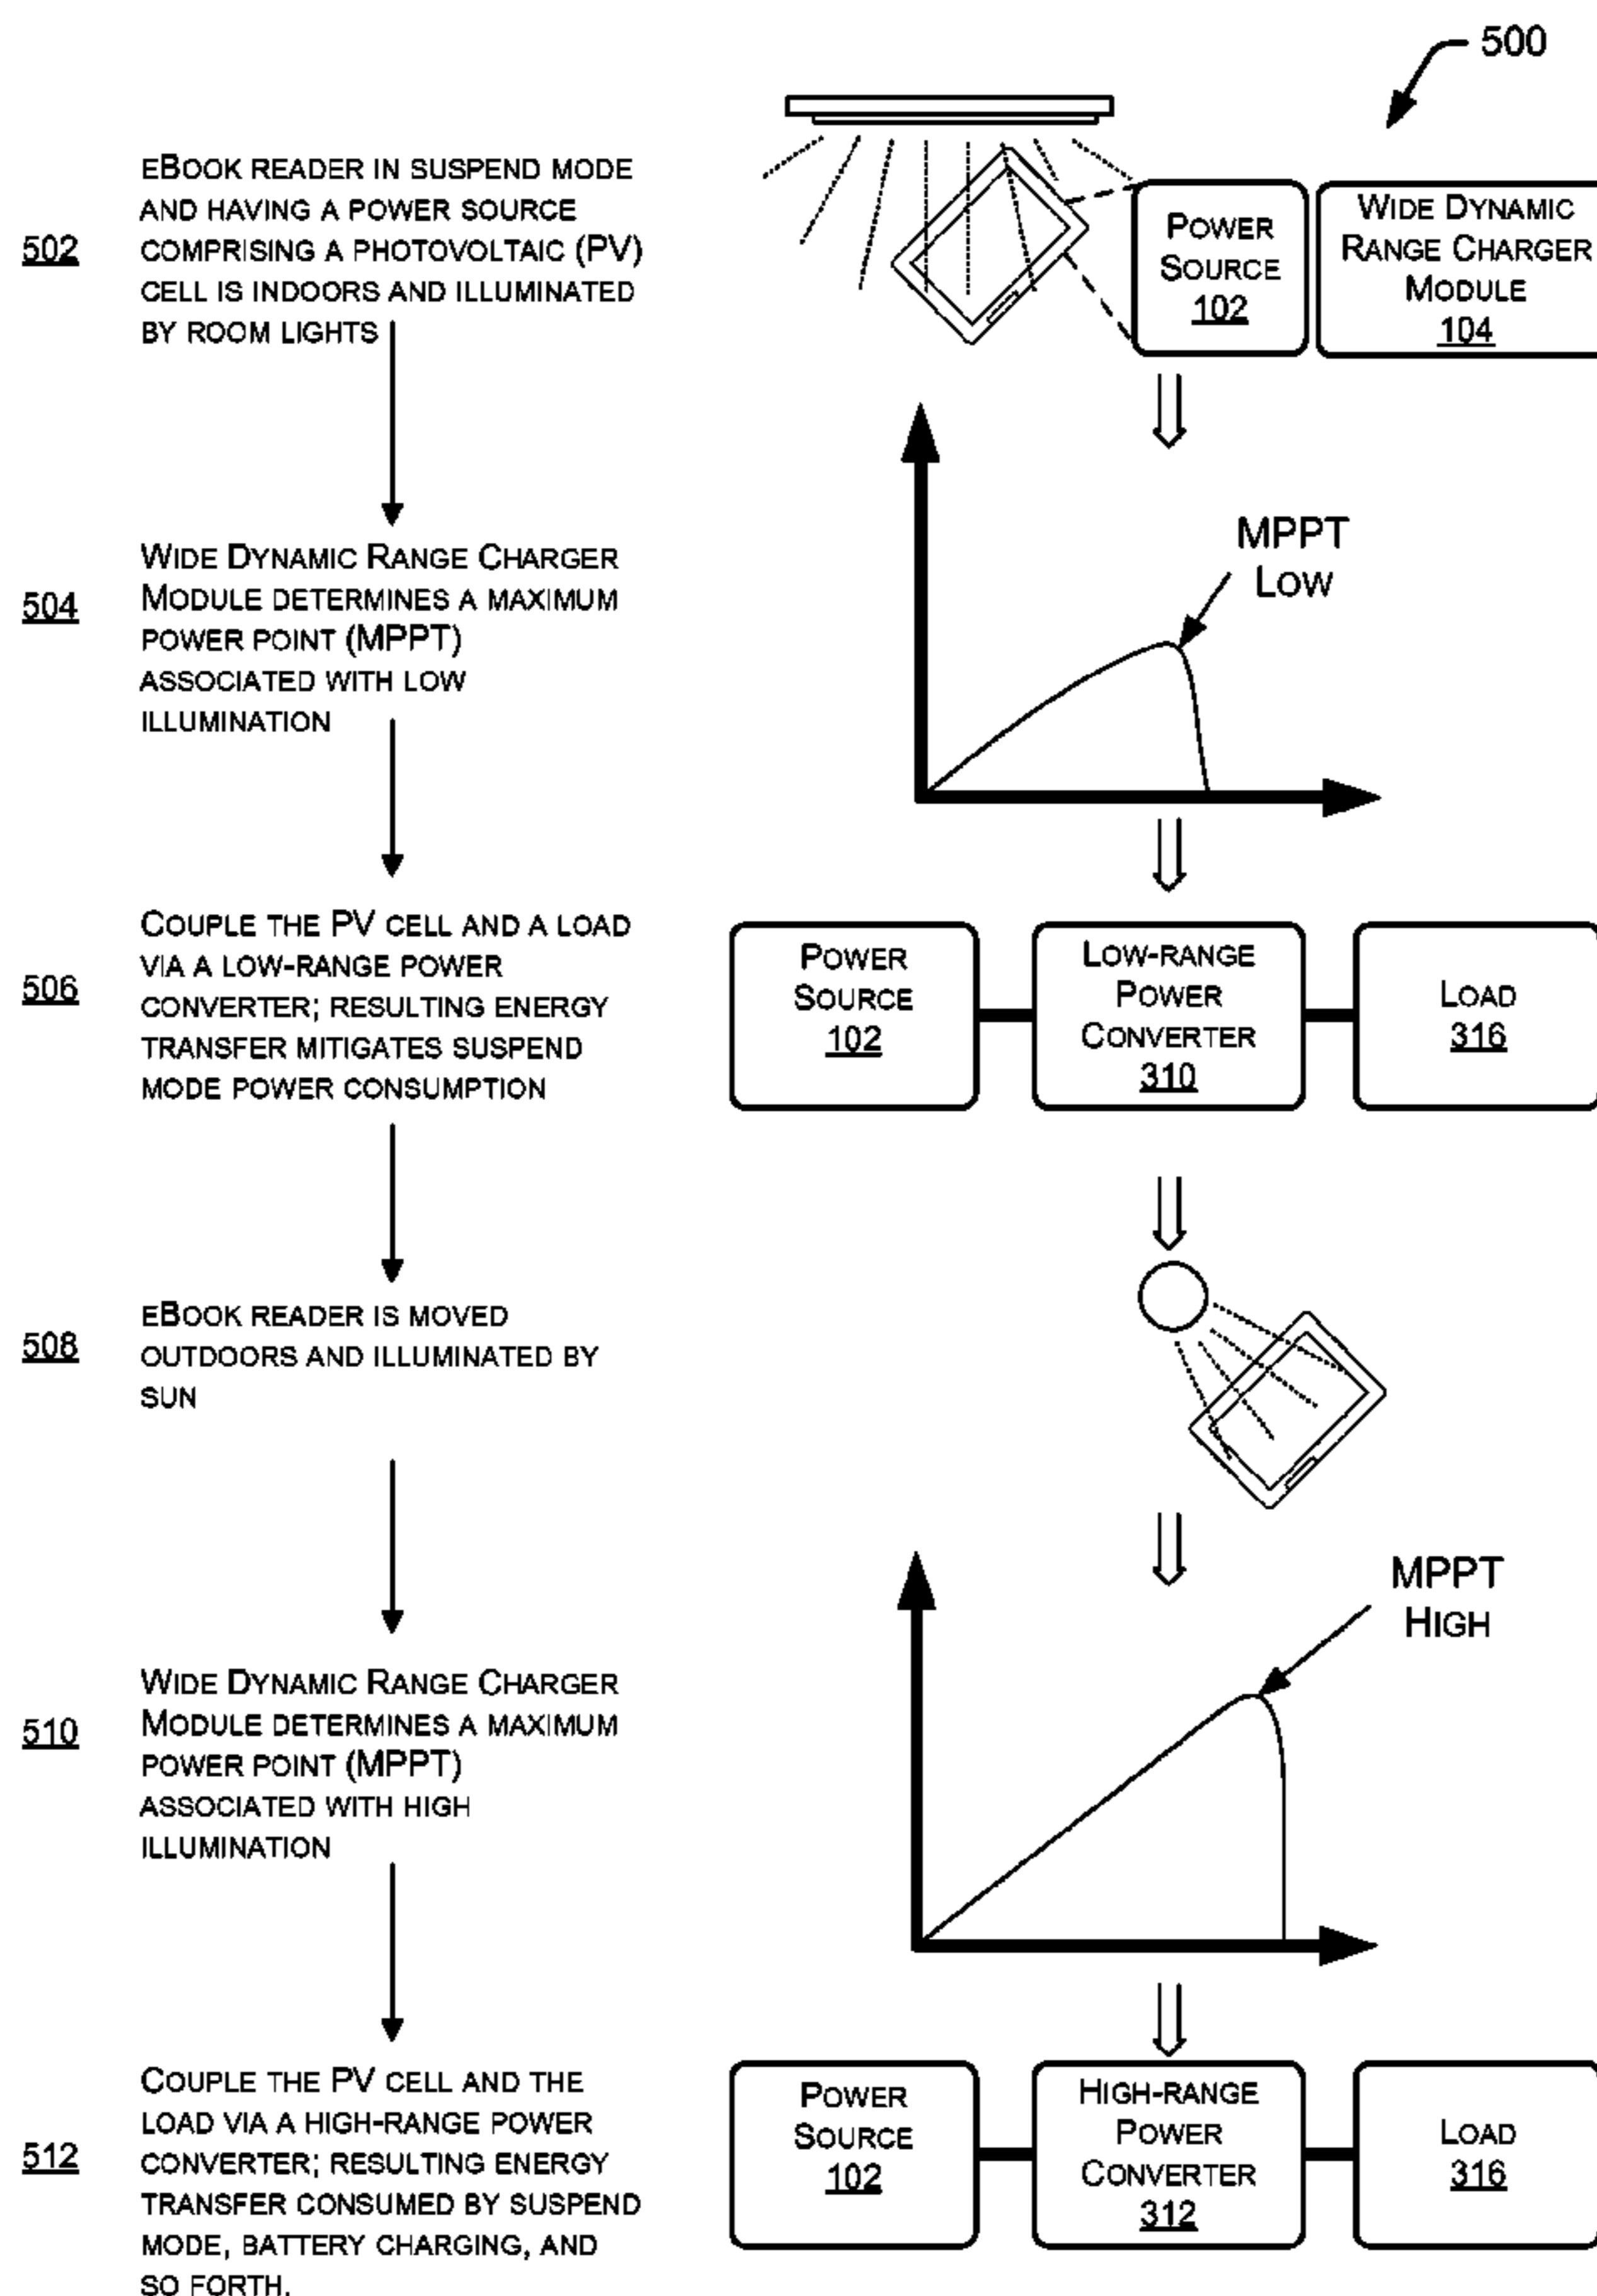 500
502
eBook reader in suspend mode
and having a power source
comprising a photovoltaic (PV)
cell is indoors and illuminated
by room lights
Power
Source
102
Wide Dynamic
Range Charger
Module
104
504
Wide Dynamic Range Charger
Module determines a maximum
power point (MPPT)
associated with low
illumination
MPPT
Low
506
Couple the PV cell and a load
via a low-range power
converter; resulting energy
transfer mitigates suspend
mode power consumption
Power
Source
102
Low-range
Power
Converter
310
Load
316
508
eBook reader is moved
outdoors and illuminated by
sun
510
Wide Dynamic Range Charger
Module determines a maximum
power point (MPPT)
associated with high
illumination
MPPT
High
512
Couple the PV cell and the
load via a high-range power
converter; resulting energy
transfer consumed by suspend
mode, battery charging, and
so forth.
Power
Source
102
High-range
Power
Converter
312
Load
316